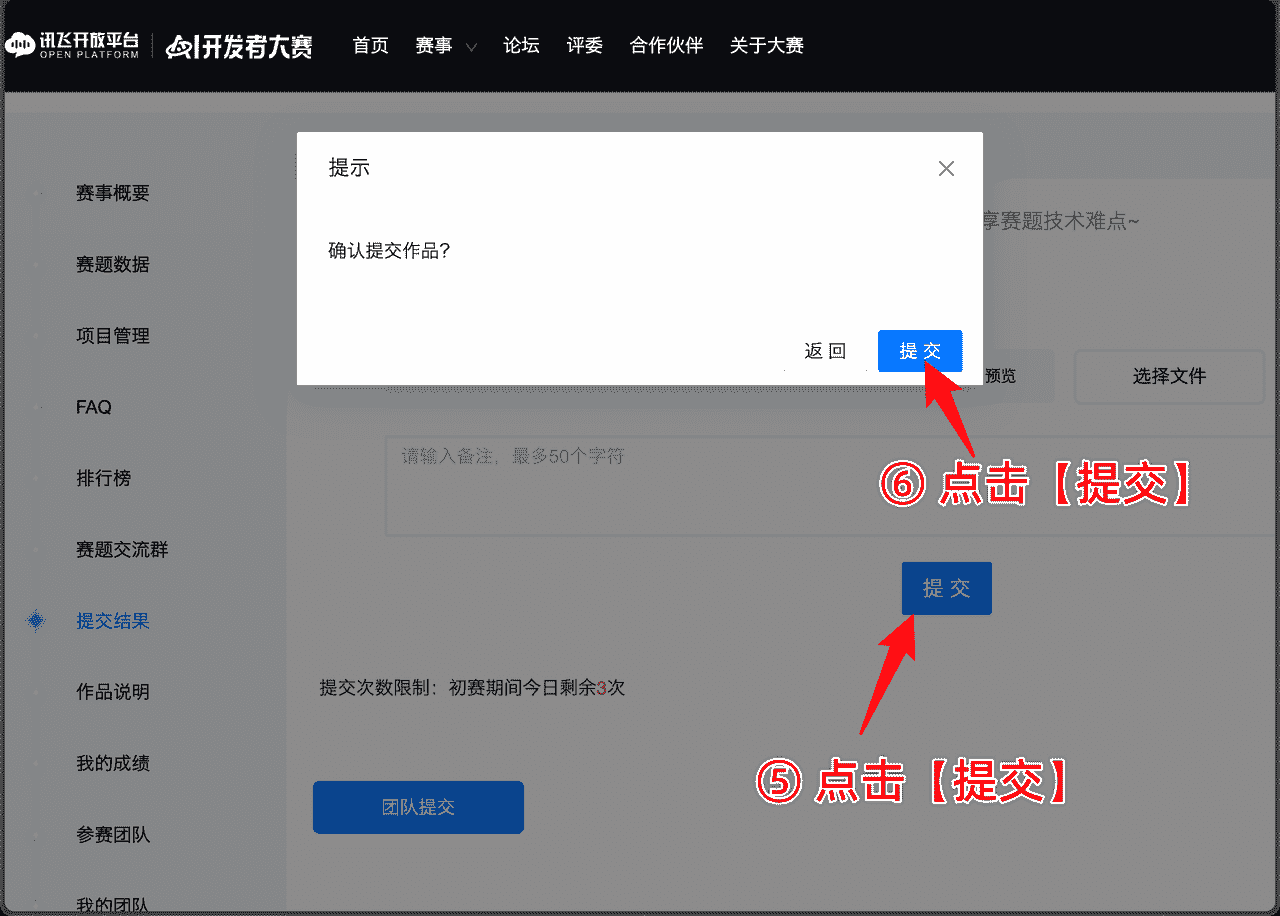 讯飞开放平台
OPEN PLATFORM
AI开发者大赛
首页 赛事 论坛 评委 合作伙伴 关于大赛
赛事概要
赛题数据
项目管理
FAQ
排行榜
赛题交流群
提交结果
作品说明
我的成绩
参赛团队
我的团队
提示
确认提交作品?
返 回
提 交
享赛题技术难点~
预览
选择文件
请输入备注，最多50个字符
⑥ 点击【提交】
提 交
提交次数限制：初赛期间今日剩余3次
⑤ 点击【提交】
团队提交